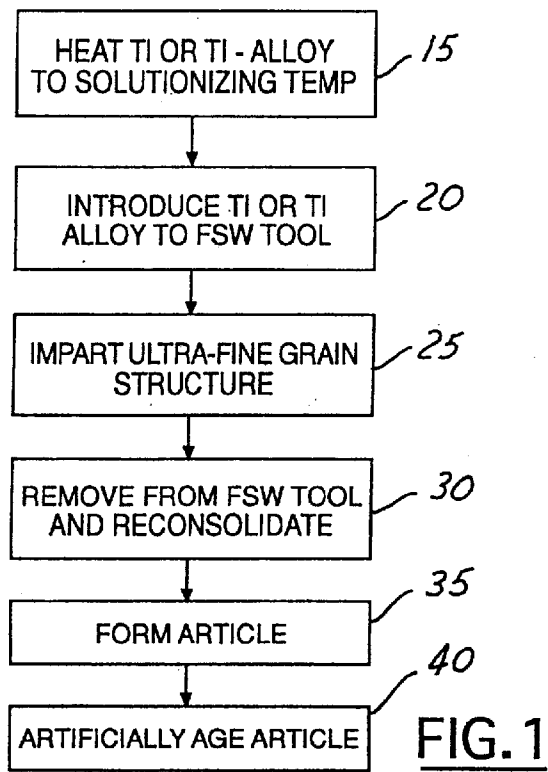 HEAT TI OR TI - ALLOY
TO SOLUTIONIZING TEMP
15
INTRODUCE TI OR TI
ALLOY TO FSW TOOL
20
IMPART ULTRA-FINE GRAIN
STRUCTURE
25
REMOVE FROM FSW TOOL
AND RECONSOLIDATE
30
FORM ARTICLE
35
ARTIFICIALLY AGE ARTICLE
40
FIG. 1